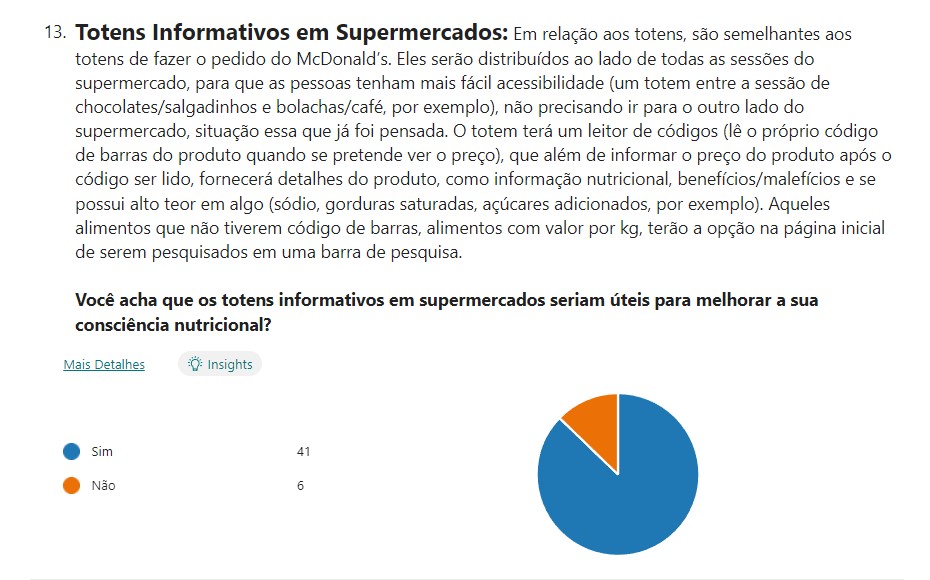 13. Totens Informativos em Supermercados: Em relação aos totens, são semelhantes aos
totens de fazer o pedido do McDonald's. Eles serão distribuídos ao lado de todas as sessões do
supermercado, para que as pessoas tenham mais fácil acessibilidade (um totem entre a sessão de
chocolates/salgadinhos e bolachas/café, por exemplo), não precisando ir para o outro lado do
supermercado, situação essa que já foi pensada. O totem terá um leitor de códigos (lê o próprio código
de barras do produto quando se pretende ver o preço), que além de informar o preço do produto após o
código ser lido, fornecerá detalhes do produto, como informação nutricional, benefícios/malefícios e se
possui alto teor em algo (sódio, gorduras saturadas, açúcares adicionados, por exemplo). Aqueles
alimentos que não tiverem código de barras, alimentos com valor por kg, terão a opção na página inicial
de serem pesquisados em uma barra de pesquisa.
Você acha que os totens informativos em supermercados seriam úteis para melhorar a sua
consciência nutricional?
Mais Detalhes Insights
Sim 41
Não 6